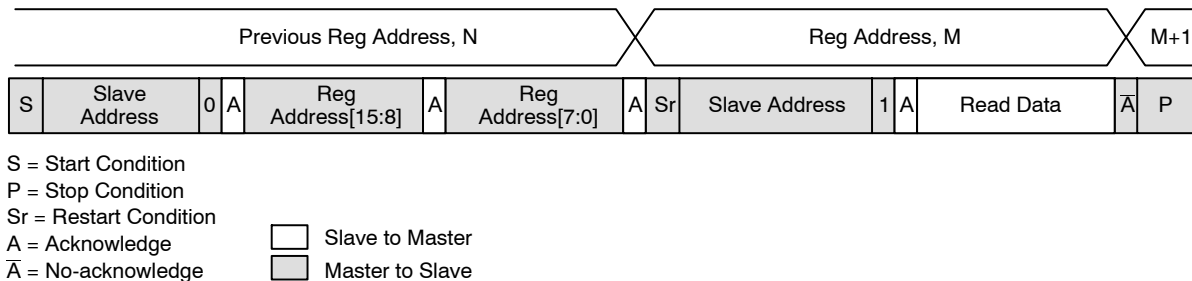 Previous Reg Address, N Reg Address, M M+1
S Slave Address 0 A Reg Address[15:8] A Reg Address[7:0] A Sr Slave Address 1 A Read Data A̅ P
S = Start Condition
P = Stop Condition
Sr = Restart Condition
A = Acknowledge
A̅ = No-acknowledge
Slave to Master
Master to Slave